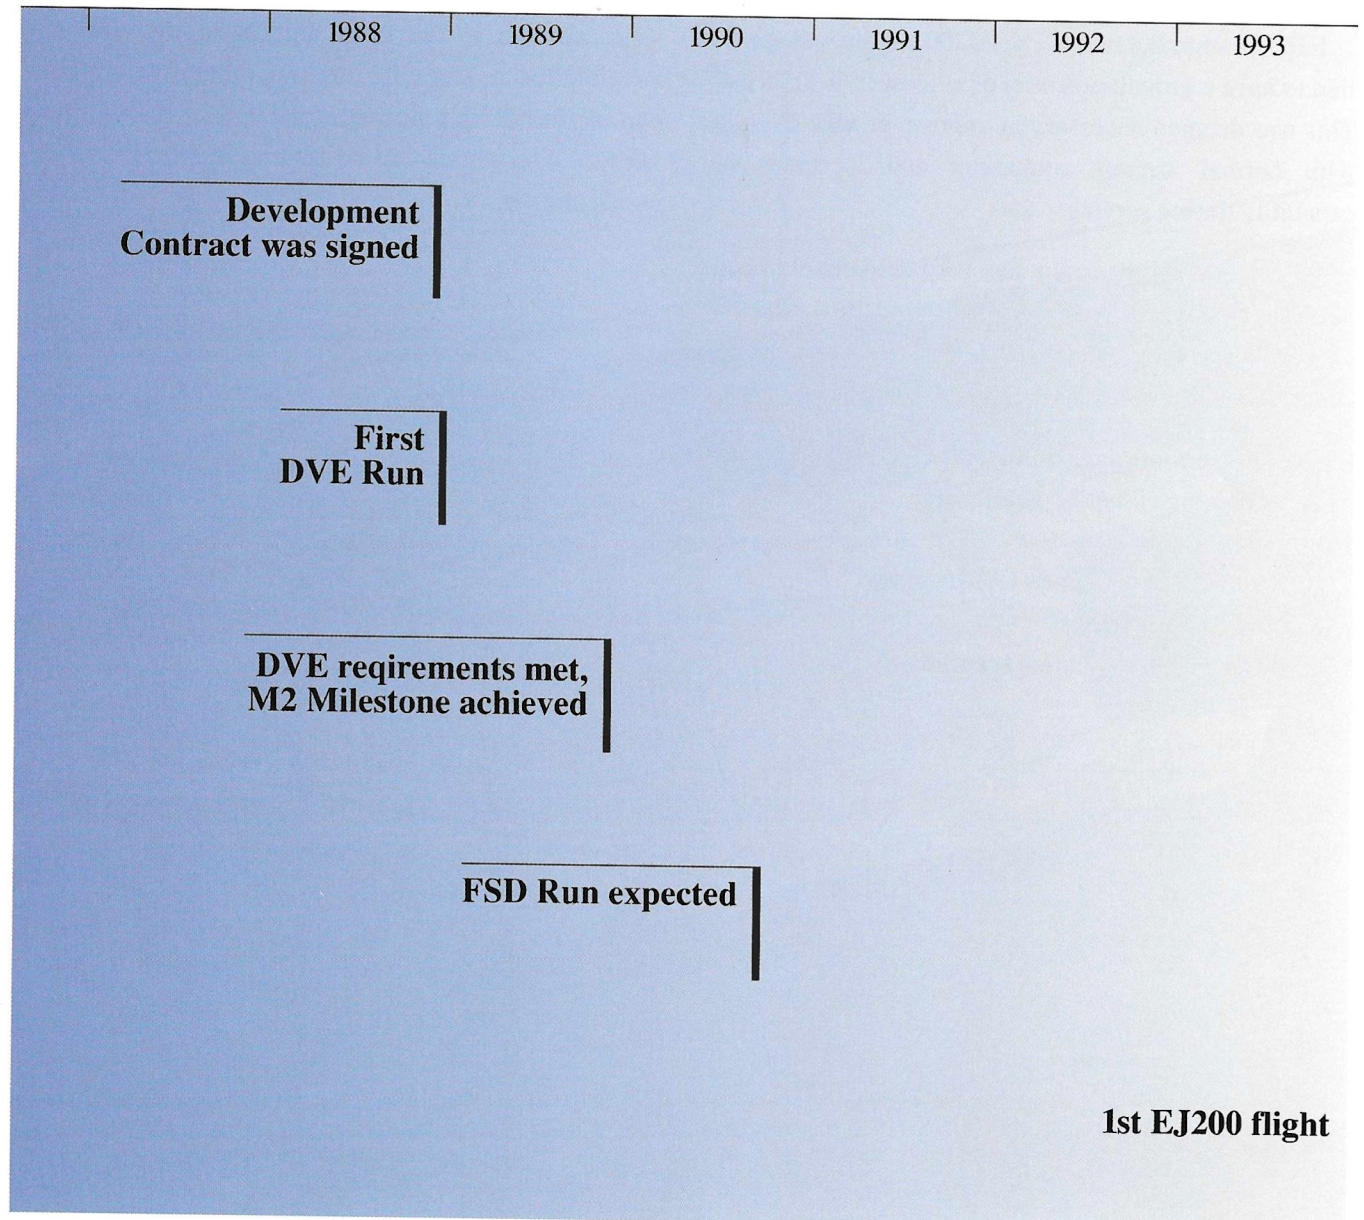 1988 1989 1990 1991 1992 1993
Development
Contract was signed
First
DVE Run
DVE reqirements met,
M2 Milestone achieved
FSD Run expected
1st EJ200 flight